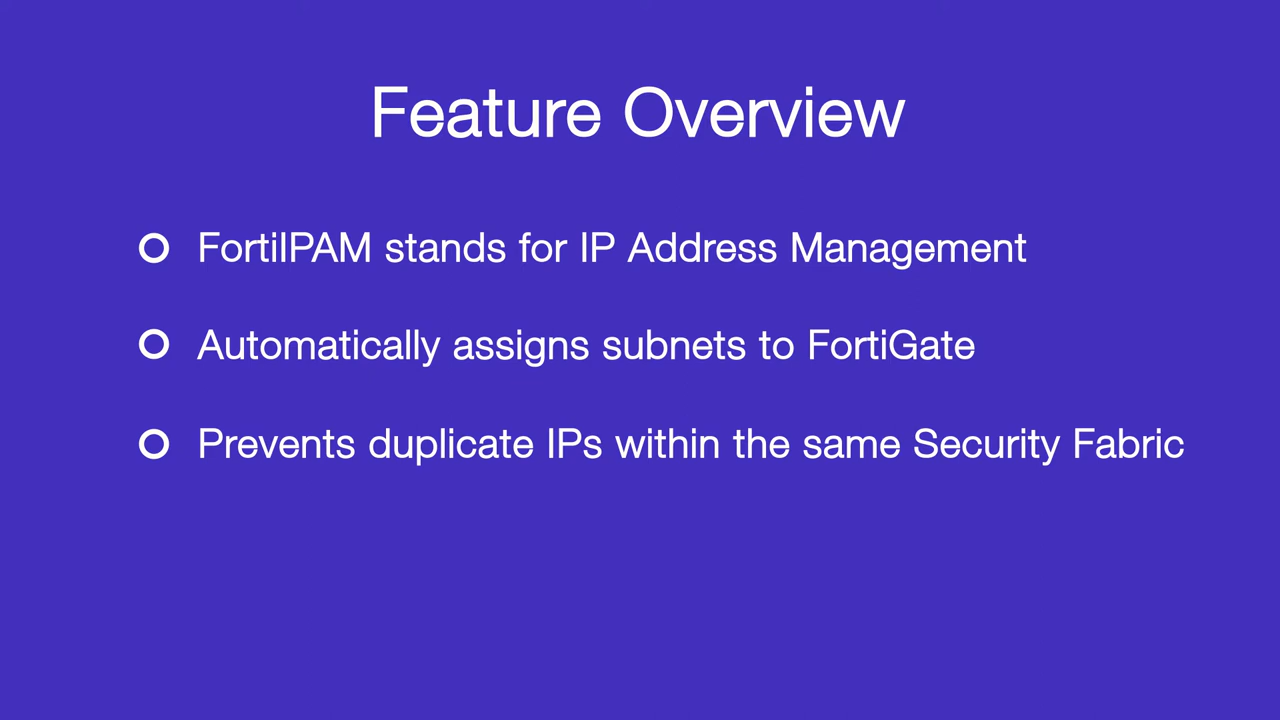 Feature Overview
FortiIPAM stands for IP Address Management
Automatically assigns subnets to FortiGate
Prevents duplicate IPs within the same Security Fabric